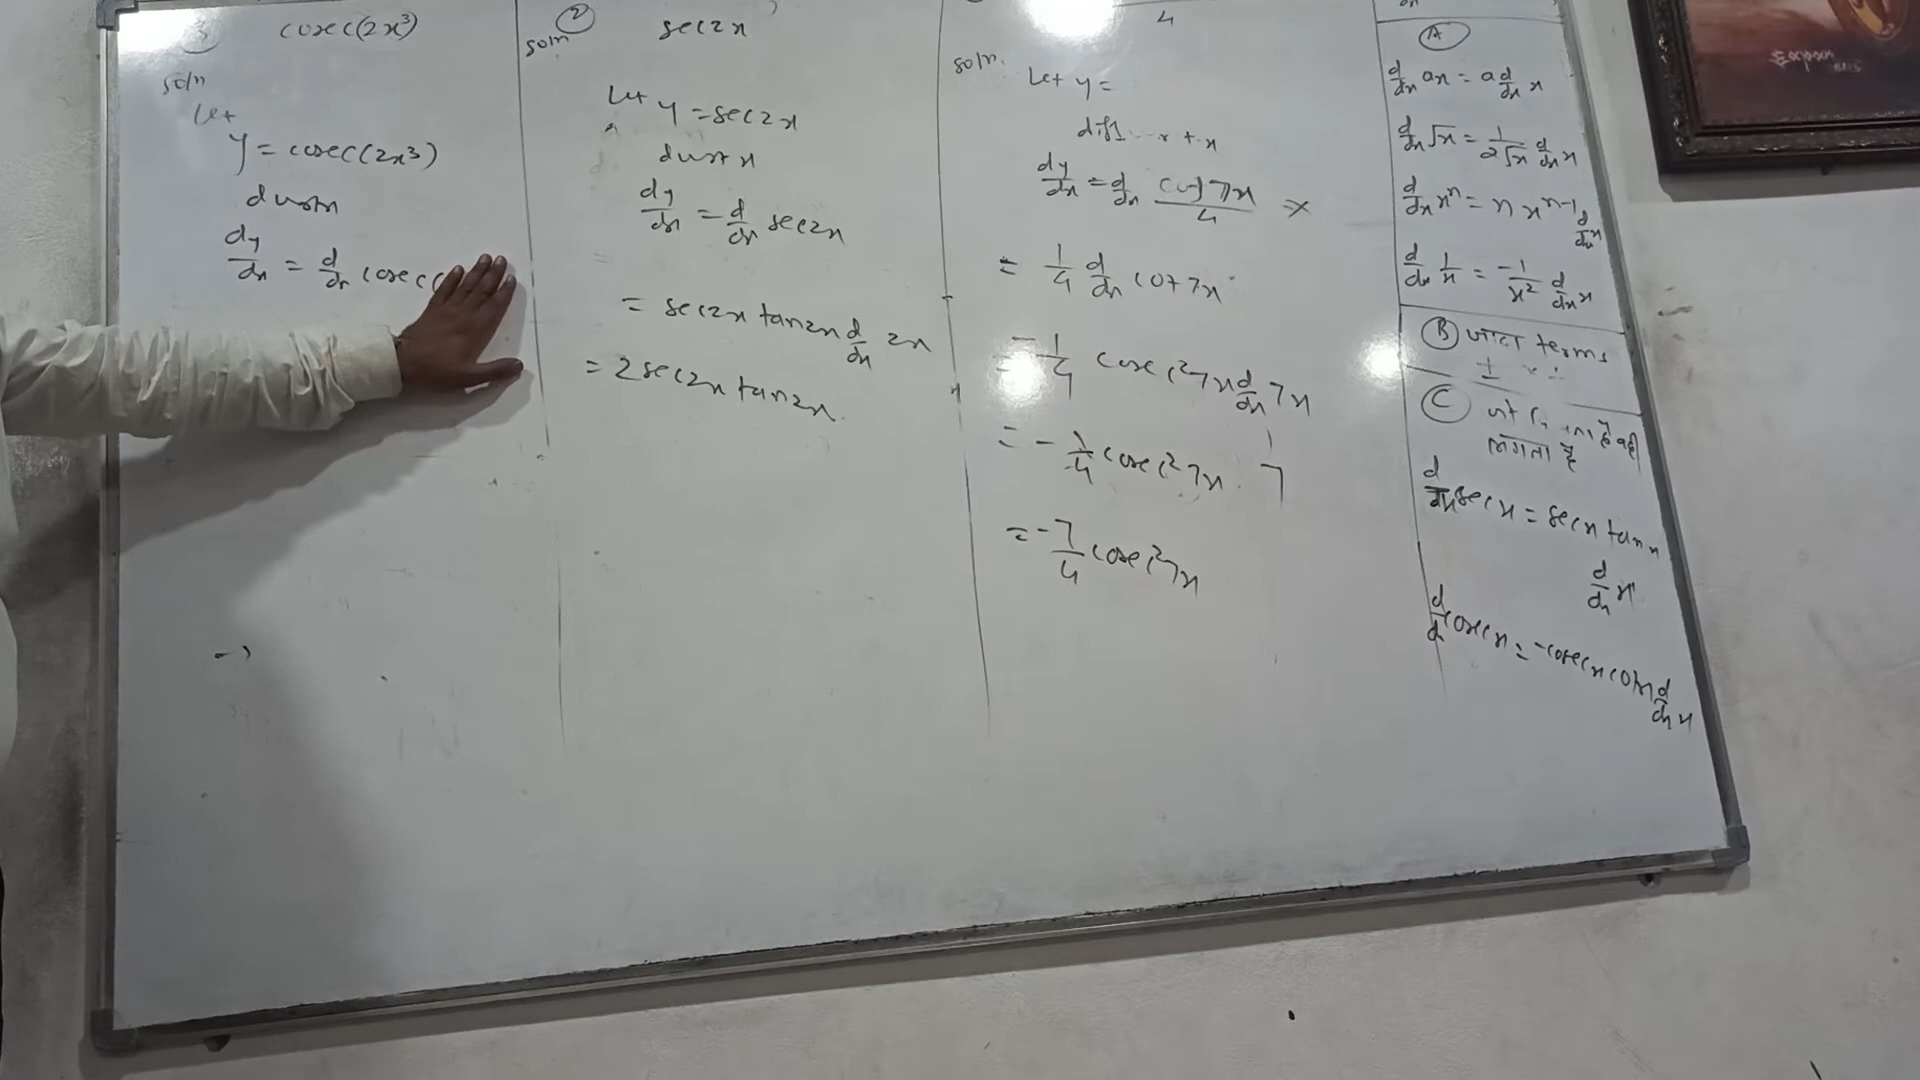 ③ cosec(2x³)
soln
Let
y = cosec(2x³)
d w.r.t x
dy/dx = d/dx cosec(
② sec2x
soln
Let y = sec2x
d w.r.t x
dy/dx = d/dx sec2x
= sec2x tan2x d/dx 2x
= 2sec2x tan2x.
4
soln.
Let y =
diff x t x
dy/dx = d/dx cot7x/4
= 1/4 d/dx cot7x
= -1/4 cosec²7x d/dx 7x
= -1/4 cosec²7x . 7
= -7/4 cosec²7x
dx
Ⓐ
d/dx ax = a d/dx x
d/dx √x = 1/2√x d/dx x
d/dx xⁿ = n xⁿ⁻¹ d/dx x
d/dx 1/x = -1/x² d/dx x
Ⓑ terms
±
Ⓒ
लगता है
d/dx secx = secx tanx
d/dx x
d/dx cosecx = -cosecx cotx d/dx x